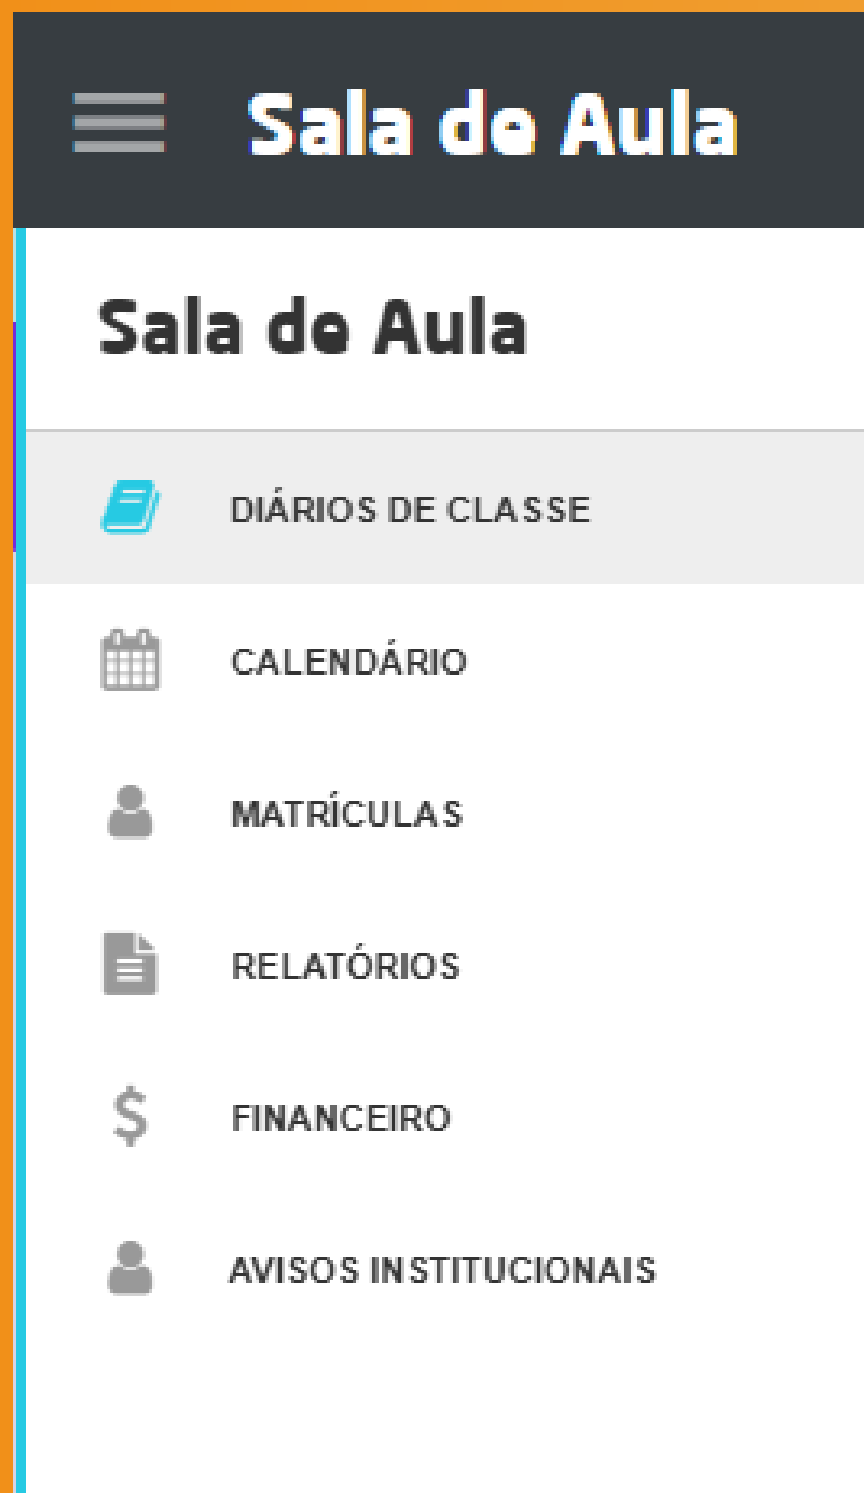 Sala de Aula
Sala de Aula
DIÁRIOS DE CLASSE
CALENDÁRIO
MATRÍCULAS
RELATÓRIOS
FINANCEIRO
AVISOS INSTITUCIONAIS